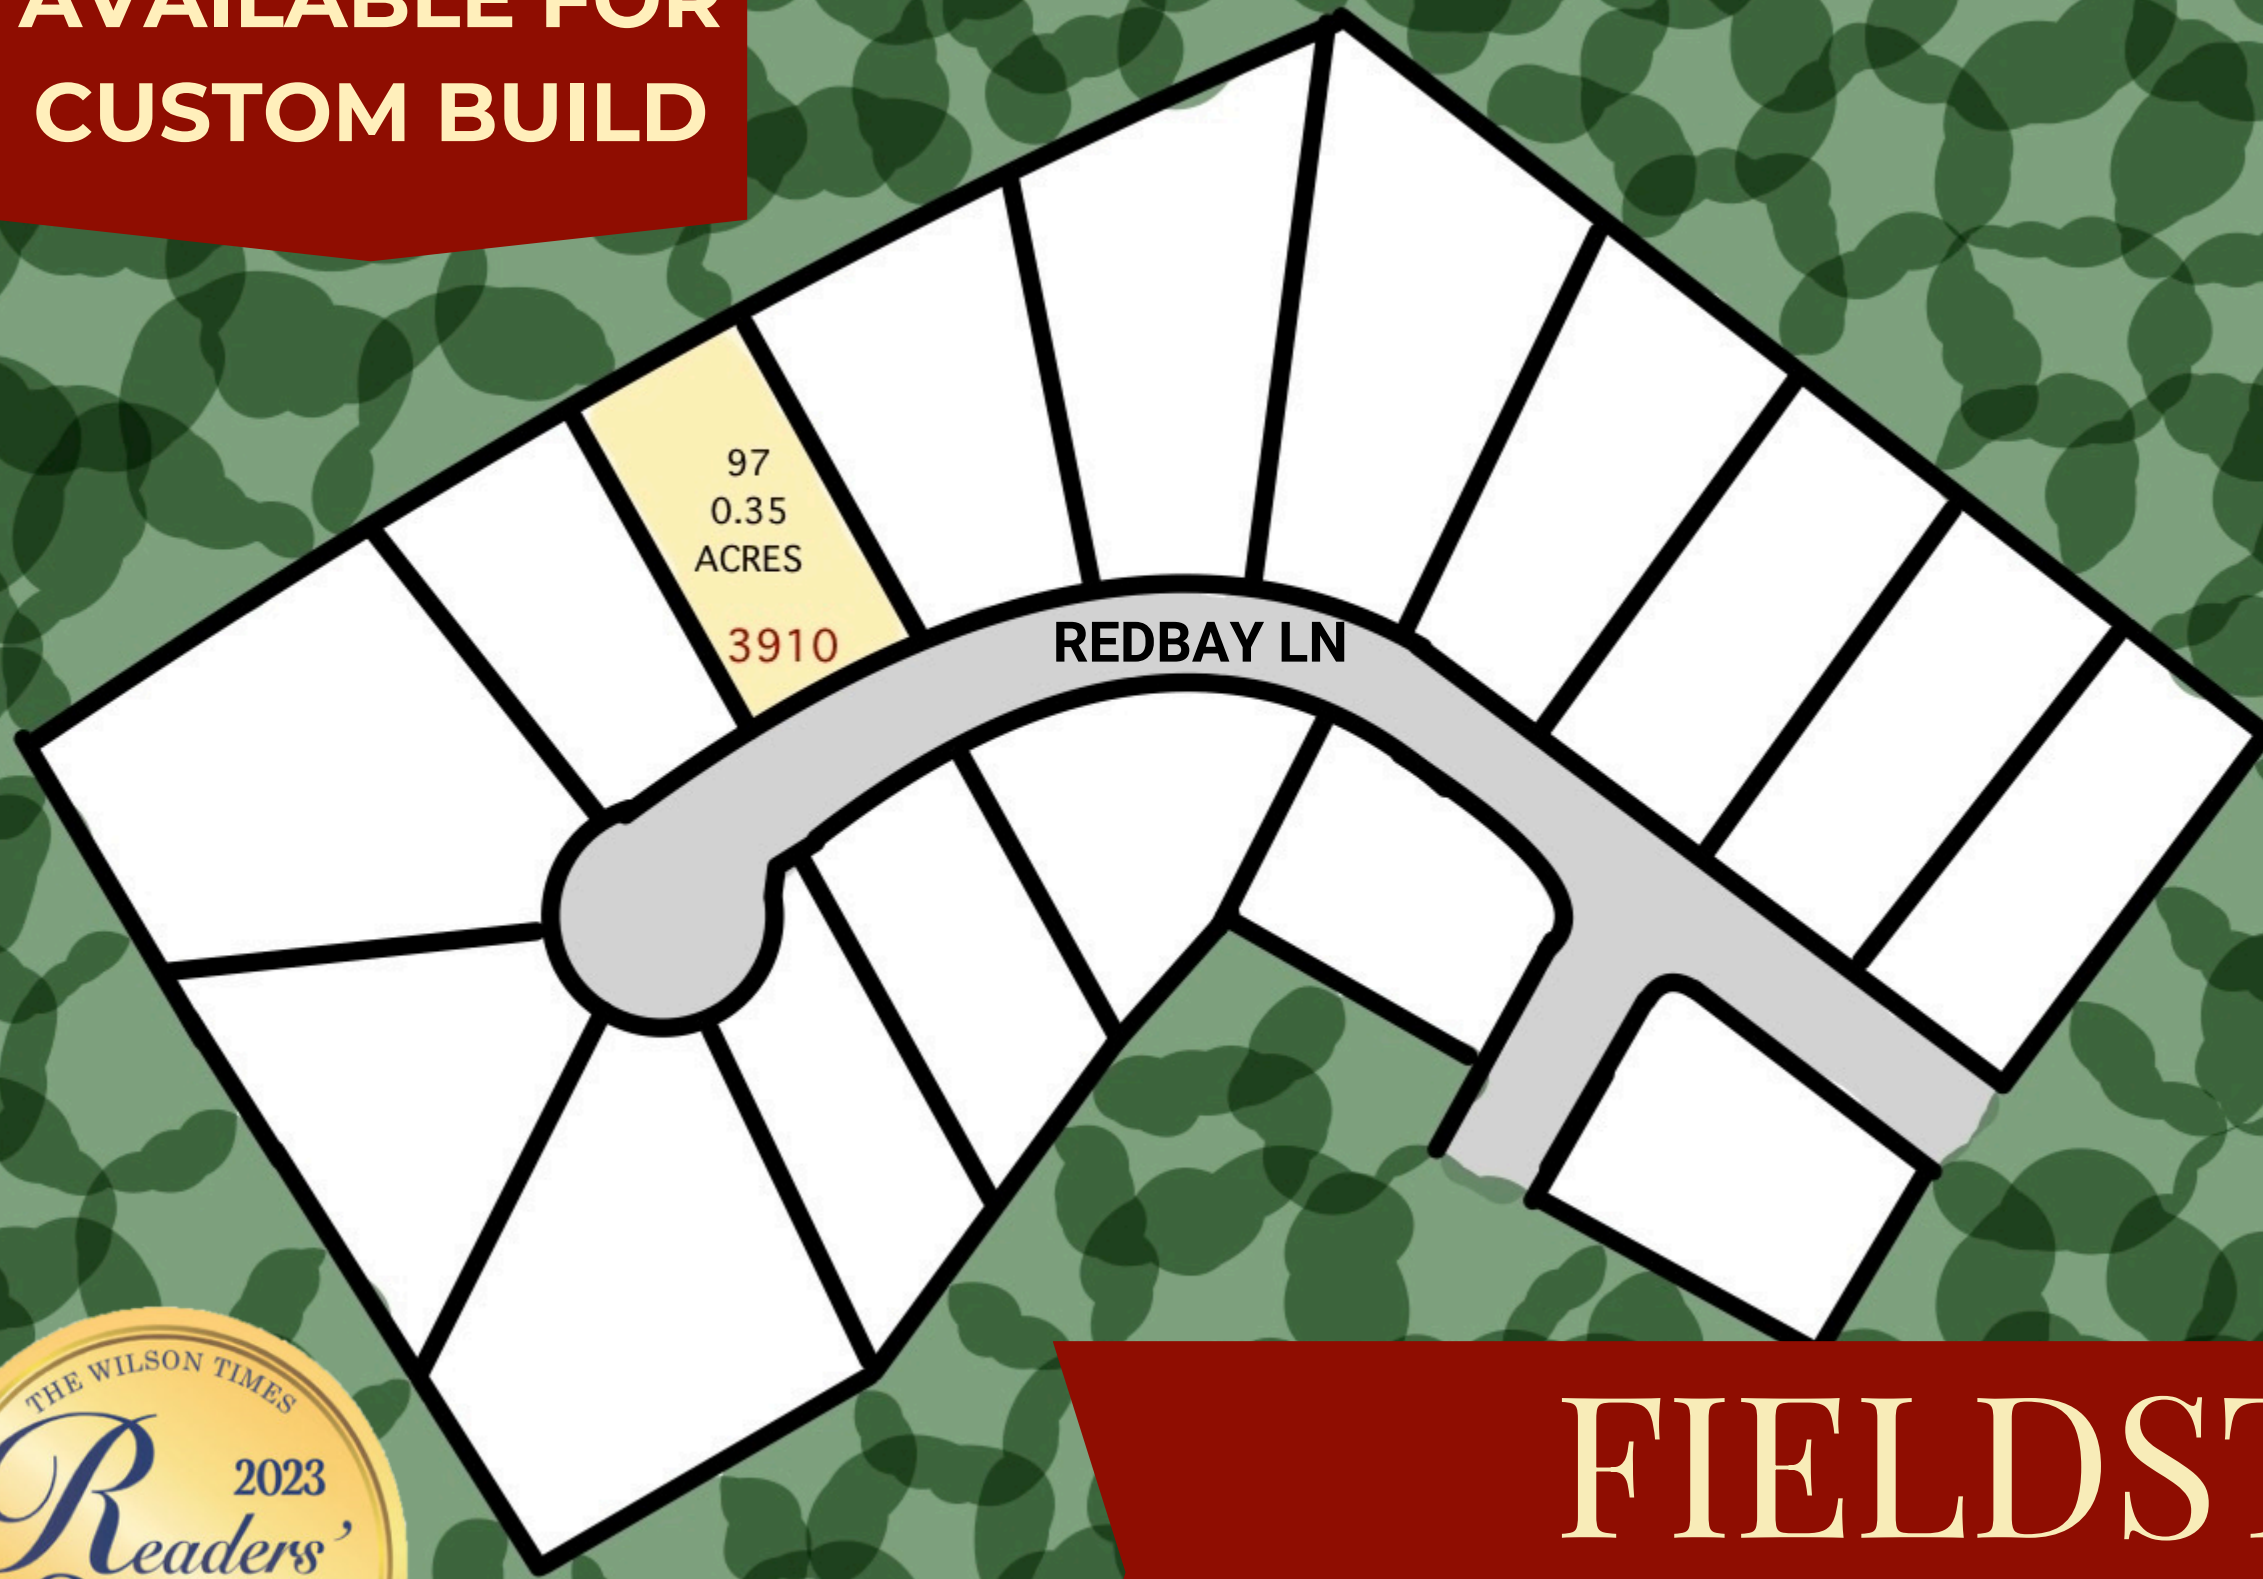 AVAILABLE FOR
CUSTOM BUILD
97
0.35
ACRES
3910
REDBAY LN
THE WILSON TIMES
2023
Readers'
FIELDST